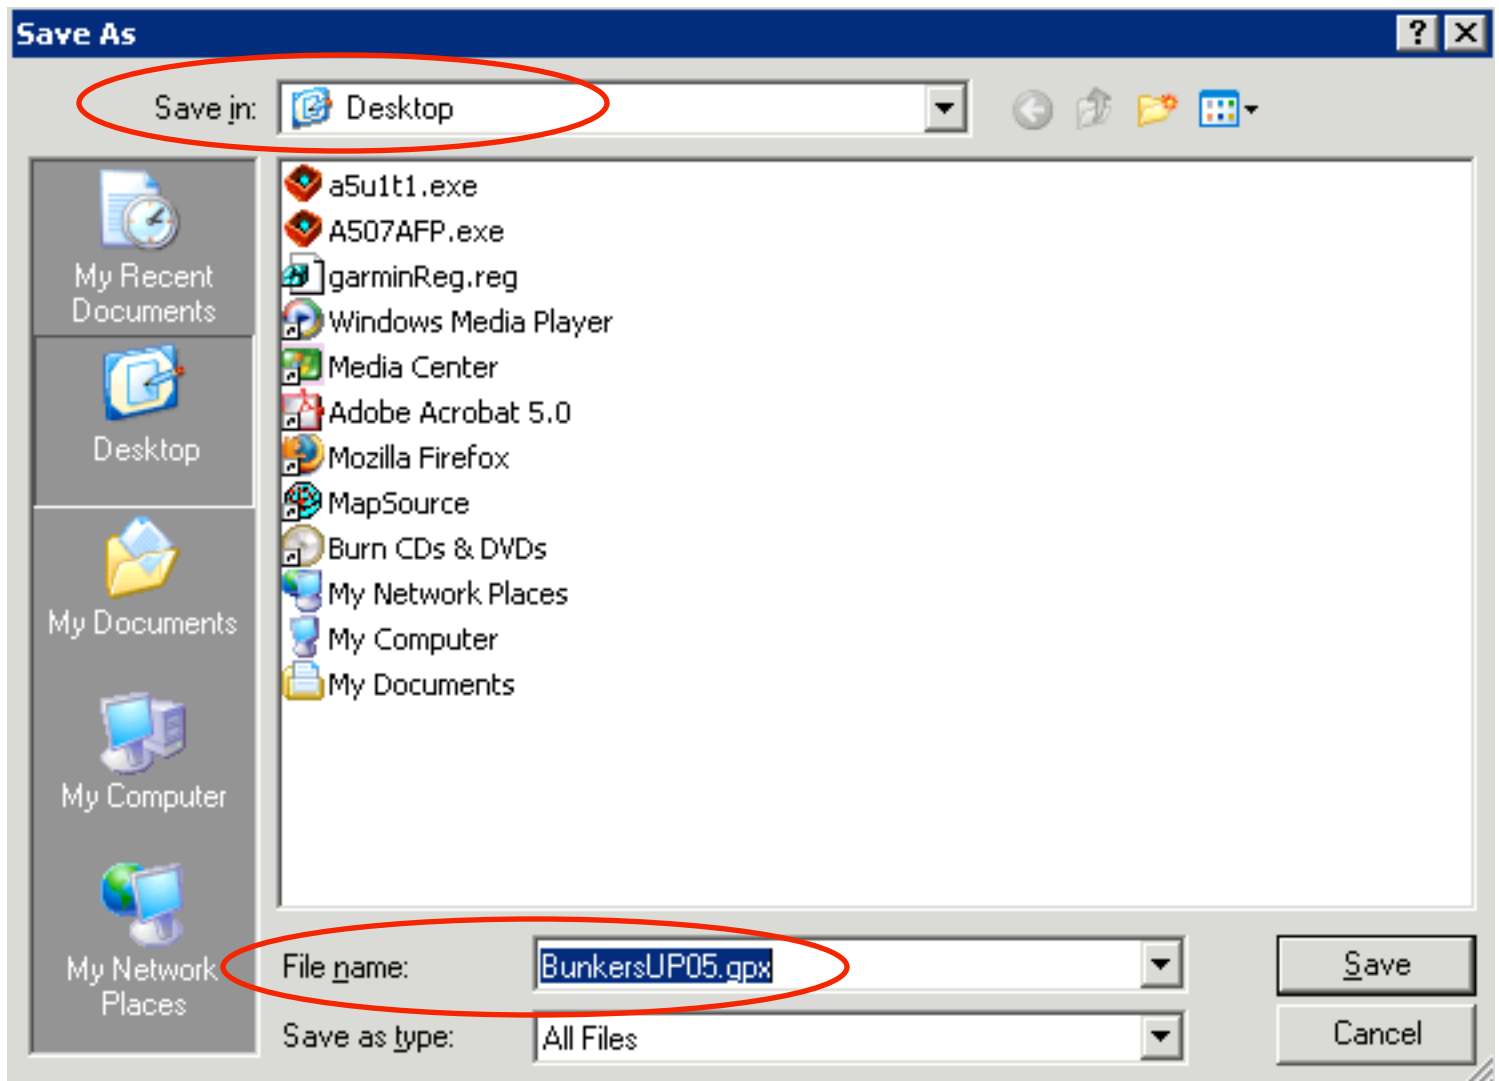 Save As
Save in:
Desktop
My Recent
Documents
Desktop
My Documents
My Computer
My Network
Places
a5u1t1.exe
A507AFP.exe
garminReg.reg
Windows Media Player
Media Center
Adobe Acrobat 5.0
Mozilla Firefox
MapSource
Burn CDs & DVDs
My Network Places
My Computer
My Documents
File name:
BunkersUP05.gpx
Save
Save as type:
All Files
Cancel